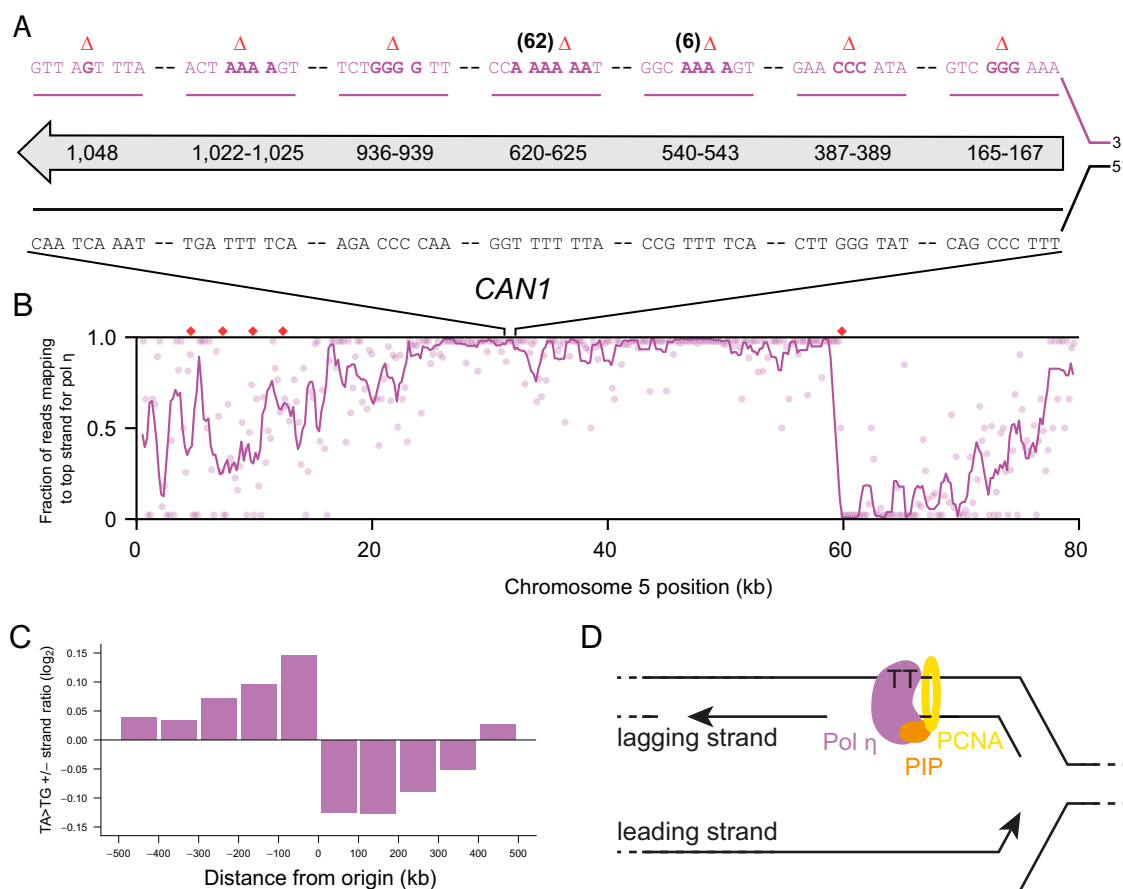 A
Δ Δ Δ (62) Δ (6) Δ Δ Δ
GTT AGT TTA -- ACT AAA AGT -- TCTGGG G TT -- CCA AAA AAT -- GGC AAA AGT -- GAA CCC ATA -- GTC GGG AAA
1,048 1,022-1,025 936-939 620-625 540-543 387-389 165-167
3
5'
CAA TCA AAT -- TGA TTT TCA -- AGA CCC CAA -- GGT TTT TTA -- CCG TTT TCA -- CTT GGG TAT -- CAG CCC TTT
CAN1
B
Fraction of reads mapping
to top strand for pol η
1.0
0.5
0
0 20 40 60 80
Chromosome 5 position (kb)
C
TA>TG +/− strand ratio (log2)
0.15
0.10
0.05
0.00
−0.05
−0.10
−0.15
−500 −400 −300 −200 −100 0 100 200 300 400 500
Distance from origin (kb)
D
TT
lagging strand
Pol η
PCNA
PIP
leading strand